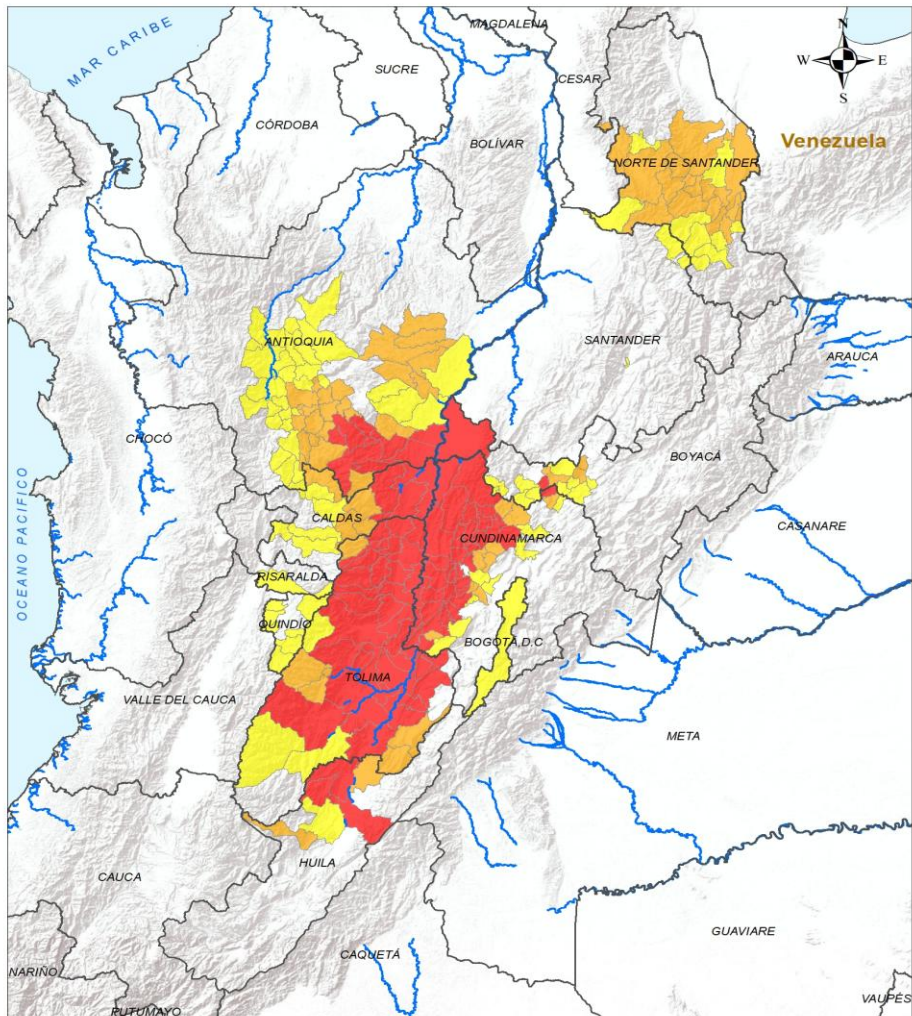 MAGDALENA
MAR CARIBE
N
W
E
S
SUCRE
CESAR
CÓRDOBA
BOLÍVAR
Venezuela
NORTE DE SANTANDER
ANTIOQUIA
SANTANDER
ARAUCA
CHOCÓ
BOYACÁ
OCEANO PACIFICO
CALDAS
CUNDINAMARCA
CASANARE
RISARALDA
QUINDÍO
BOGOTÁ, D.C
TOLIMA
VALLE DEL CAUCA
META
HUILA
CAUCA
GUAVIARE
CAQUETÁ
NARIÑO
PUTUMAYO
VAUPÉS